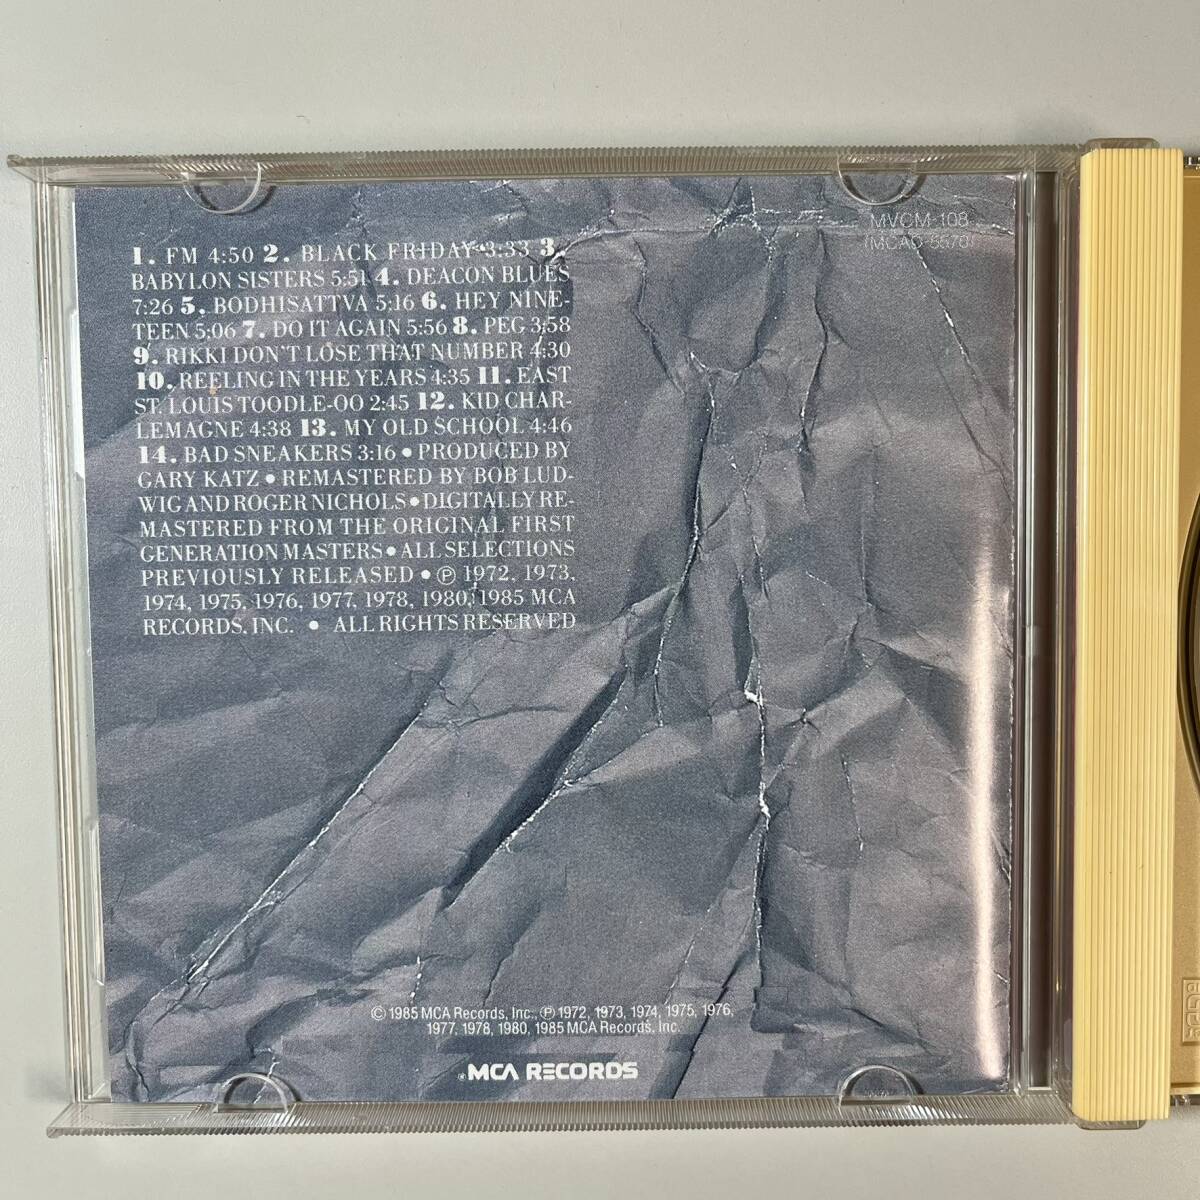 MVCM-108
(MCAD-5570)
1. FM 4:50 2. BLACK FRIDAY 3:33 3.
BABYLON SISTERS 5:51 4. DEACON BLUES
7:26 5. BODHISATTVA 5:16 6. HEY NINE-
TEEN 5:06 7. DO IT AGAIN 5:56 8. PEG 3:58
9. RIKKI DON'T LOSE THAT NUMBER 4:30
10. REELING IN THE YEARS 4:35 11. EAST
ST. LOUIS TOODLE-OO 2:45 12. KID CHAR-
LEMAGNE 4:38 13. MY OLD SCHOOL 4:46
14. BAD SNEAKERS 3:16 • PRODUCED BY
GARY KATZ • REMASTERED BY BOB LUD-
WIG AND ROGER NICHOLS • DIGITALLY RE-
MASTERED FROM THE ORIGINAL FIRST
GENERATION MASTERS • ALL SELECTIONS
PREVIOUSLY RELEASED • ℗ 1972, 1973,
1974, 1975, 1976, 1977, 1978, 1980, 1985 MCA
RECORDS, INC. • ALL RIGHTS RESERVED
© 1985 MCA Records, Inc., ℗ 1972, 1973, 1974, 1975, 1976,
1977, 1978, 1980, 1985 MCA Records, Inc.
MCA RECORDS